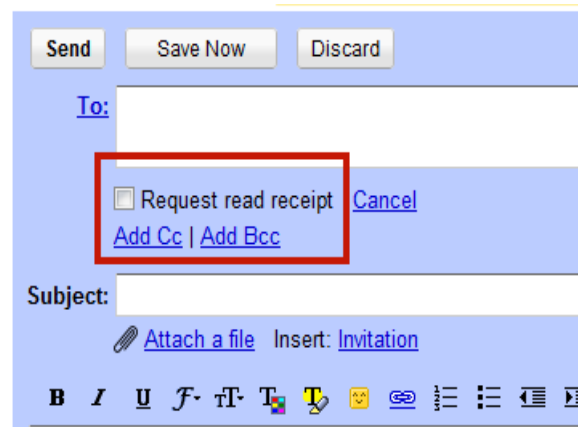 Send Save Now Discard
To:
Request read receipt Cancel
Add Cc | Add Bcc
Subject:
Attach a file Insert: Invitation
B I U F T T T